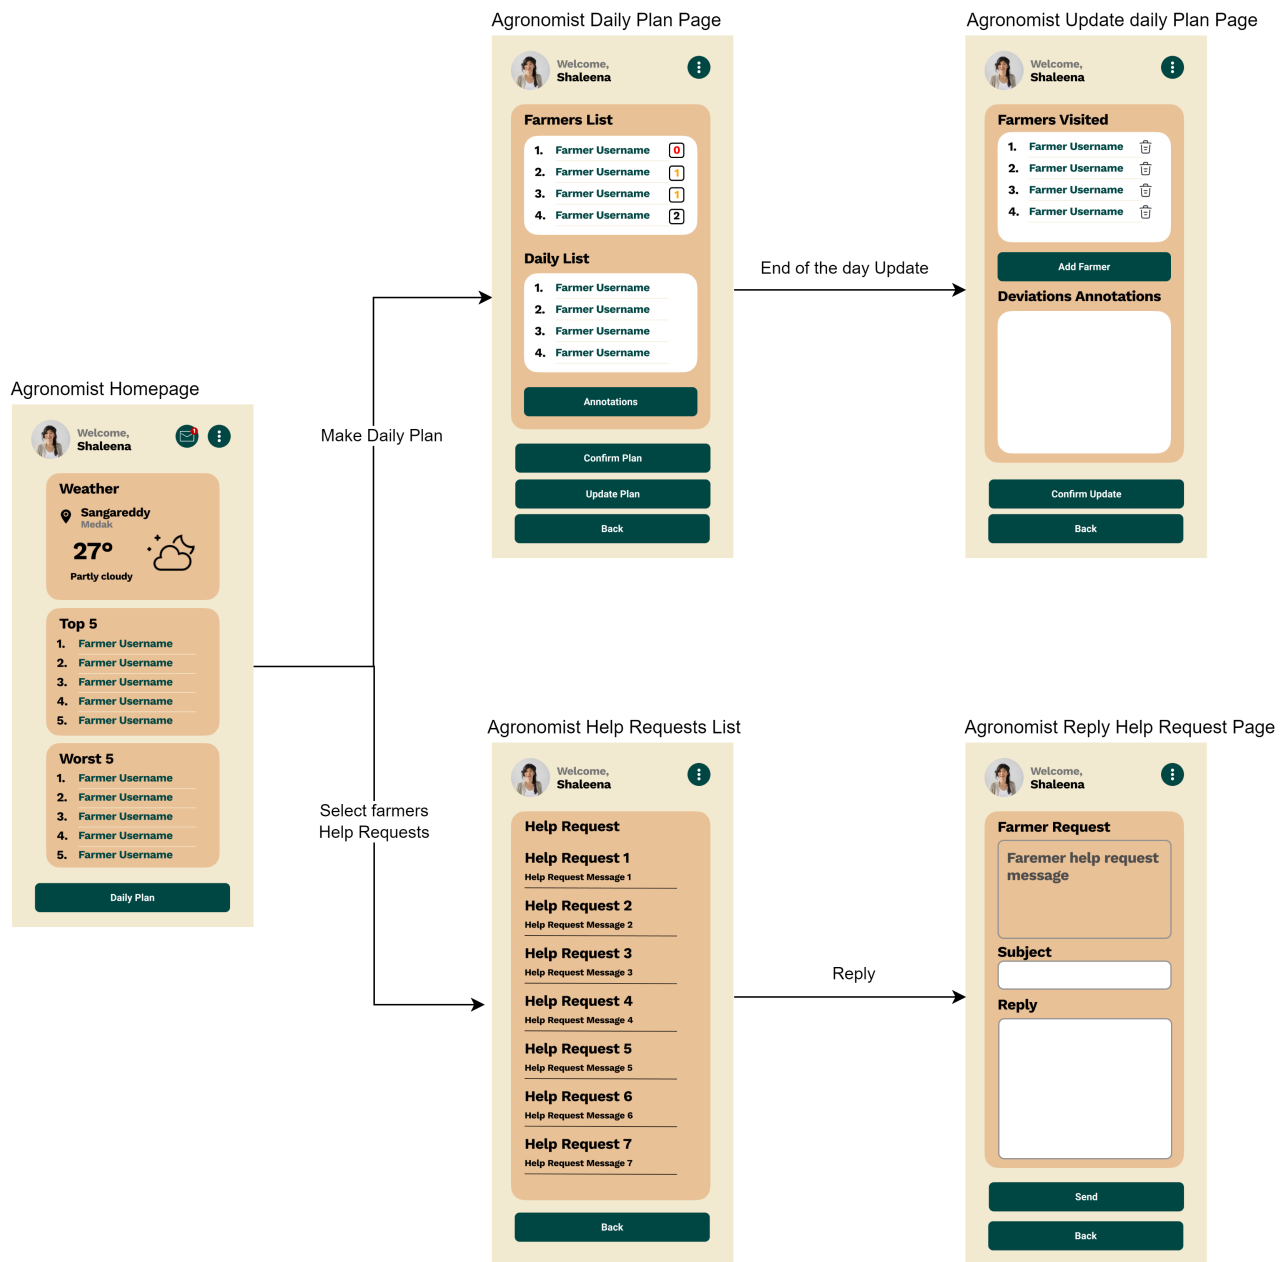 Agronomist Daily Plan Page
Welcome,
Shaleena
Farmers List
1. Farmer Username 0
2. Farmer Username 1
3. Farmer Username 1
4. Farmer Username 2
Daily List
1. Farmer Username
2. Farmer Username
3. Farmer Username
4. Farmer Username
Annotations
Confirm Plan
Update Plan
Back
End of the day Update
Agronomist Update daily Plan Page
Welcome,
Shaleena
Farmers Visited
1. Farmer Username
2. Farmer Username
3. Farmer Username
4. Farmer Username
Add Farmer
Deviations Annotations
Confirm Update
Back
Agronomist Homepage
Welcome,
Shaleena
1
Weather
Sangareddy
Medak
27°
Partly cloudy
Top 5
1. Farmer Username
2. Farmer Username
3. Farmer Username
4. Farmer Username
5. Farmer Username
Worst 5
1. Farmer Username
2. Farmer Username
3. Farmer Username
4. Farmer Username
5. Farmer Username
Daily Plan
Make Daily Plan
Select farmers
Help Requests
Agronomist Help Requests List
Welcome,
Shaleena
Help Request
Help Request 1
Help Request Message 1
Help Request 2
Help Request Message 2
Help Request 3
Help Request Message 3
Help Request 4
Help Request Message 4
Help Request 5
Help Request Message 5
Help Request 6
Help Request Message 6
Help Request 7
Help Request Message 7
Back
Reply
Agronomist Reply Help Request Page
Welcome,
Shaleena
Farmer Request
Faremer help request
message
Subject
Reply
Send
Back